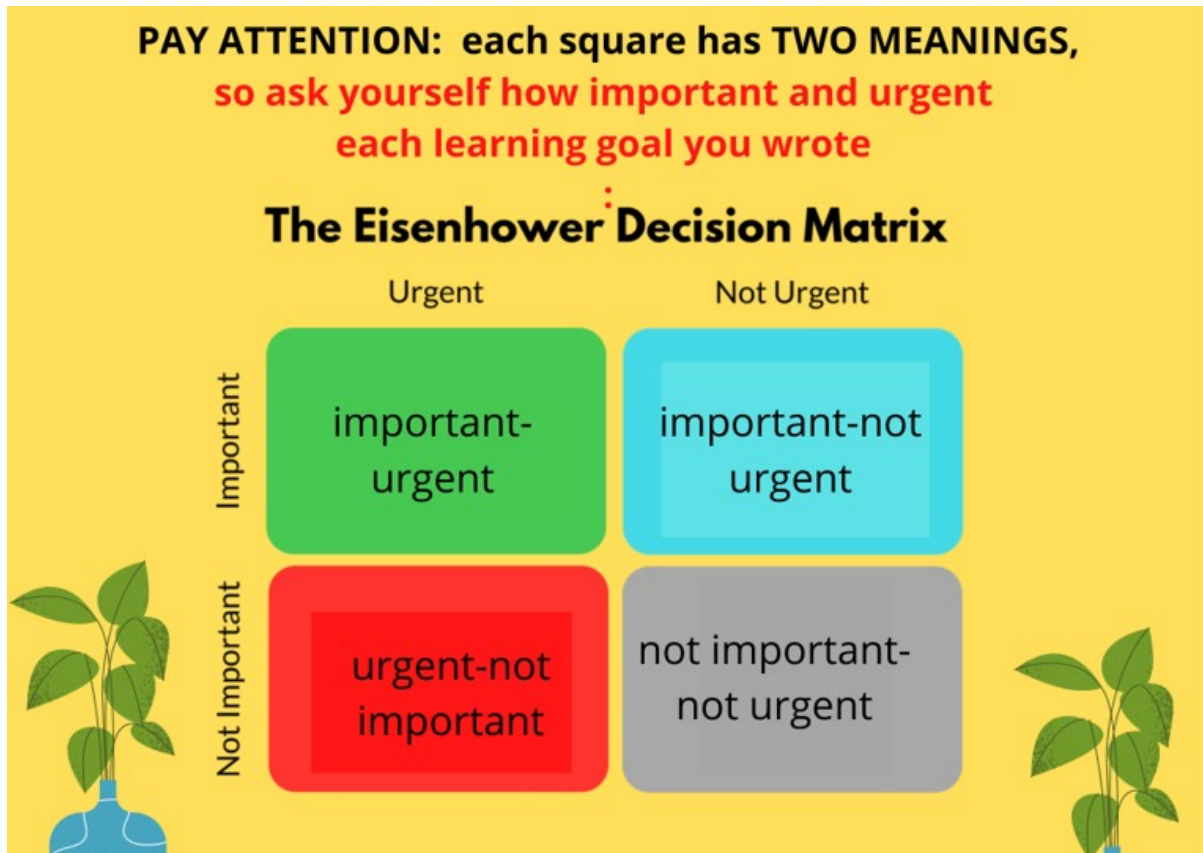 PAY ATTENTION: each square has TWO MEANINGS,
so ask yourself how important and urgent
each learning goal you wrote
:
The Eisenhower Decision Matrix
Urgent
Not Urgent
Important
important-
urgent
important-not
urgent
Not Important
urgent-not
important
not important-
not urgent